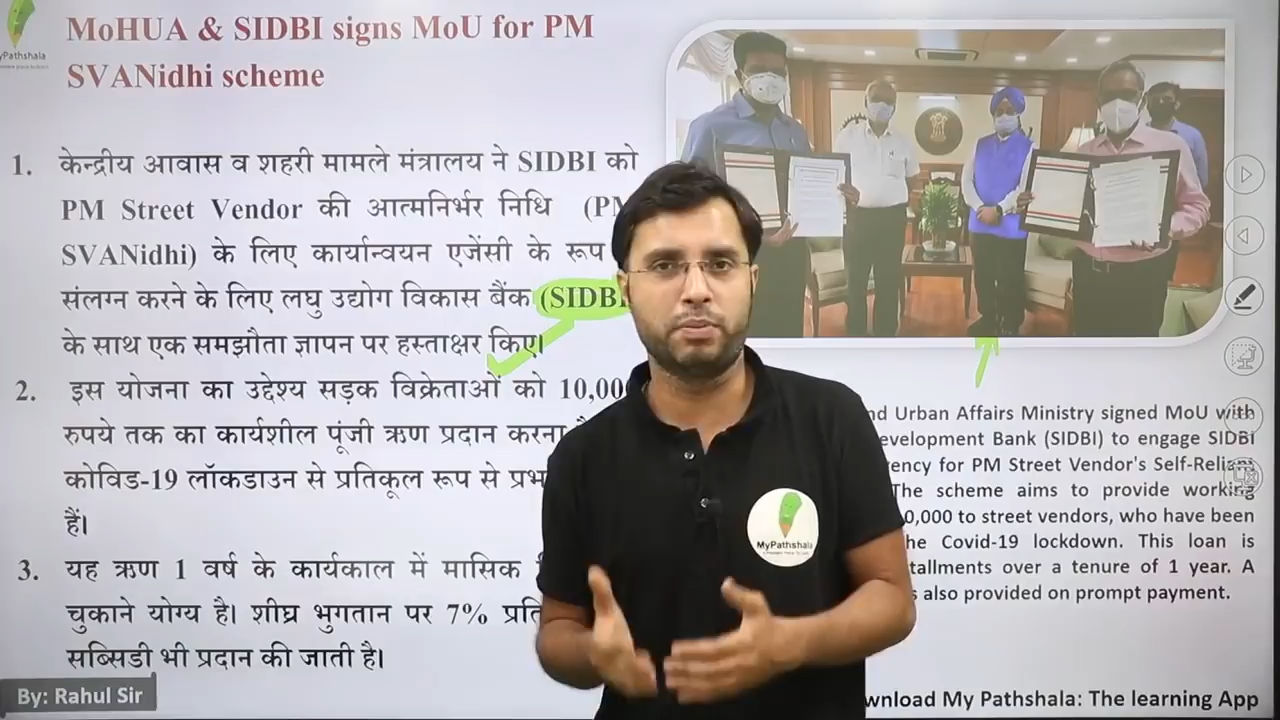 MoHUA & SIDBI signs MoU for PM
SVANidhi scheme
1. केन्द्रीय आवास व शहरी मामले मंत्रालय ने SIDBI को
PM Street Vendor की आत्मनिर्भर निधि (PM
SVANidhi) के लिए कार्यान्वयन एजेंसी के रूप
संलग्न करने के लिए लघु उद्योग विकास बैंक (SIDBI
के साथ एक समझौता ज्ञापन पर हस्ताक्षर किए।
2. इस योजना का उद्देश्य सड़क विक्रेताओं को 10,00
रुपये तक का कार्यशील पूंजी ऋण प्रदान करना
कोविड-19 लॉकडाउन से प्रतिकूल रूप से
हैं।
3. यह ऋण 1 वर्ष के कार्यकाल में मासिक
चुकाने योग्य है। शीघ्र भुगतान पर 7%
सब्सिडी भी प्रदान की जाती है।
nd Urban Affairs Ministry signed MoU with
evelopment Bank (SIDBI) to engage SIDBI
ency for PM Street Vendor's Self-Reliant
The scheme aims to provide working
0,000 to street vendors, who have been
he Covid-19 lockdown. This loan is
tallments over a tenure of 1 year. A
also provided on prompt payment.
MyPathshala
By: Rahul Sir
wnload My Pathshala: The learning App